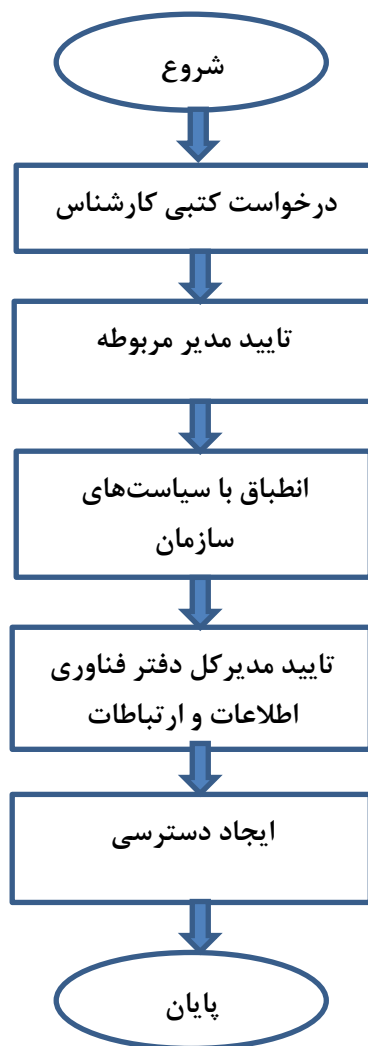 شروع
درخواست کتبی کارشناس
تایید مدیر مربوطه
انطباق با سیاست‌های
سازمان
تایید مدیرکل دفتر فناوری
اطلاعات و ارتباطات
ایجاد دسترسی
پایان